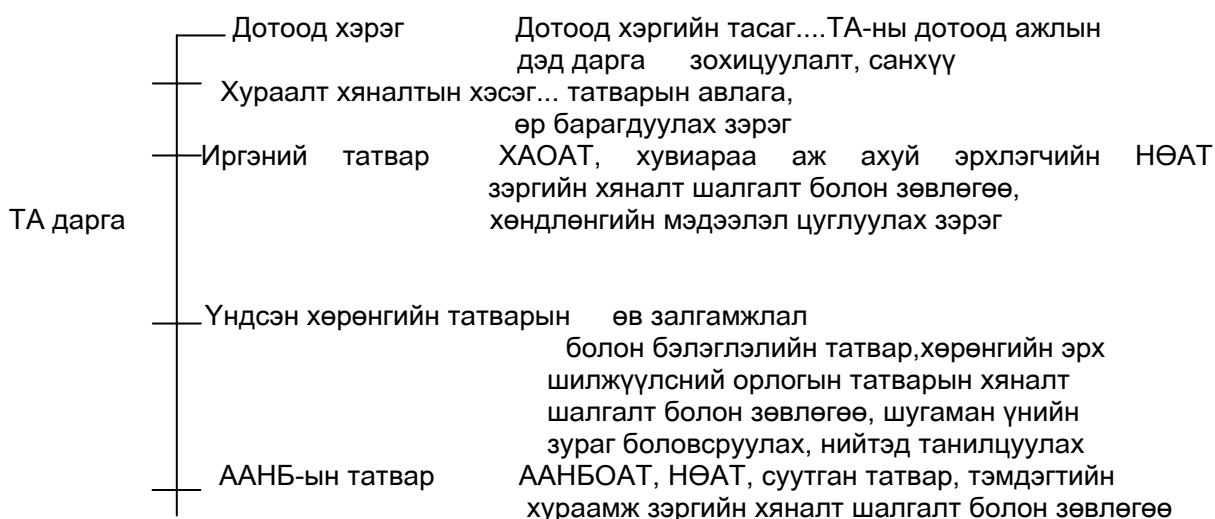 Дотоод хэрэг Дотоод хэргийн тасаг....ТА-ны дотоод ажлын
дэд дарга зохицуулалт, санхүү
Хураалт хяналтын хэсэг... татварын авлага,
өр барагдуулах зэрэг
Иргэний татвар ХАОАТ, хувиараа аж ахуй эрхлэгчийн НӨАТ
зэргийн хяналт шалгалт болон зөвлөгөө,
ТА дарга хөндлөнгийн мэдээлэл цуглуулах зэрэг
Үндсэн хөрөнгийн татварын өв залгамжлал
болон бэлэглэлийн татвар,хөрөнгийн эрх
шилжүүлсний орлогын татварын хяналт
шалгалт болон зөвлөгөө, шугаман үнийн
зураг боловсруулах, нийтэд танилцуулах
ААНБ-ын татвар ААНБОАТ, НӨАТ, суутган татвар, тэмдэгтийн
хураамж зэргийн хяналт шалгалт болон зөвлөгөө